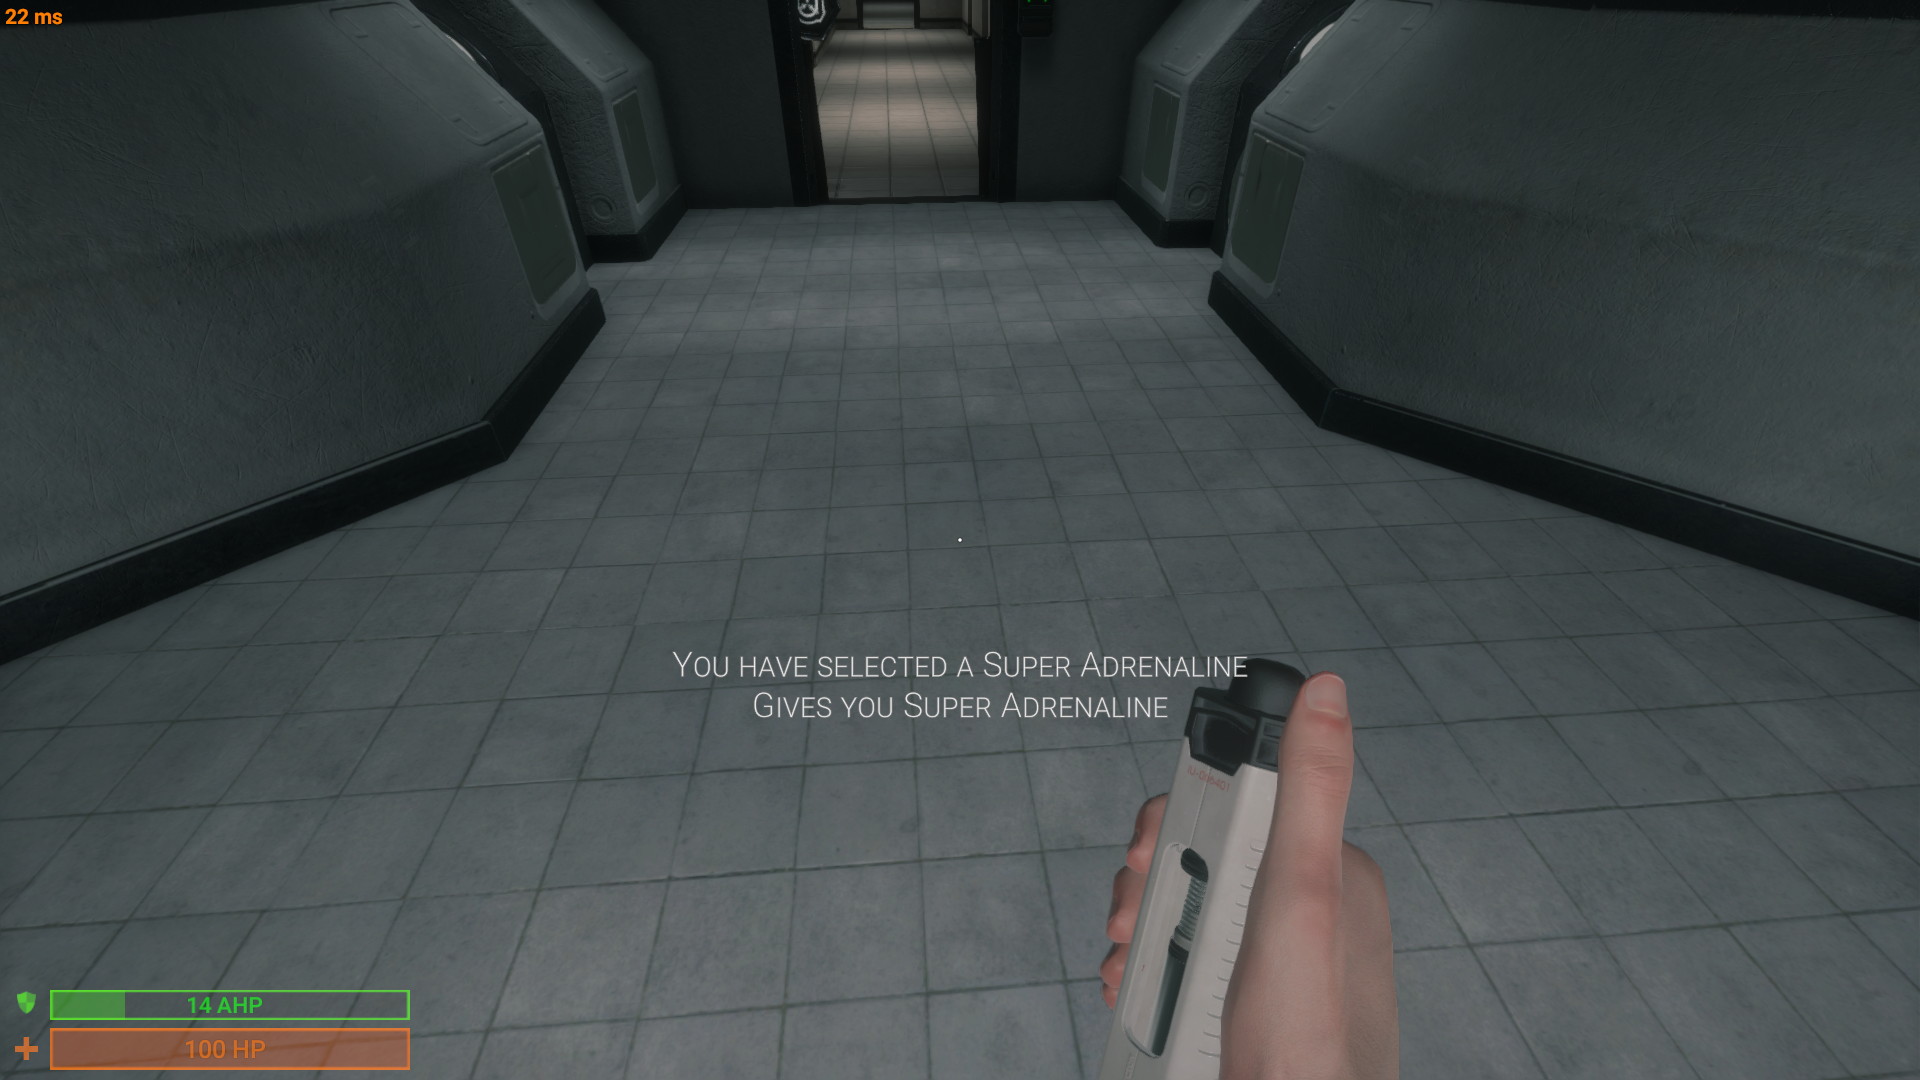 22 ms
You have selected a Super Adrenaline
Gives you Super Adrenaline
14 AHP
100 HP